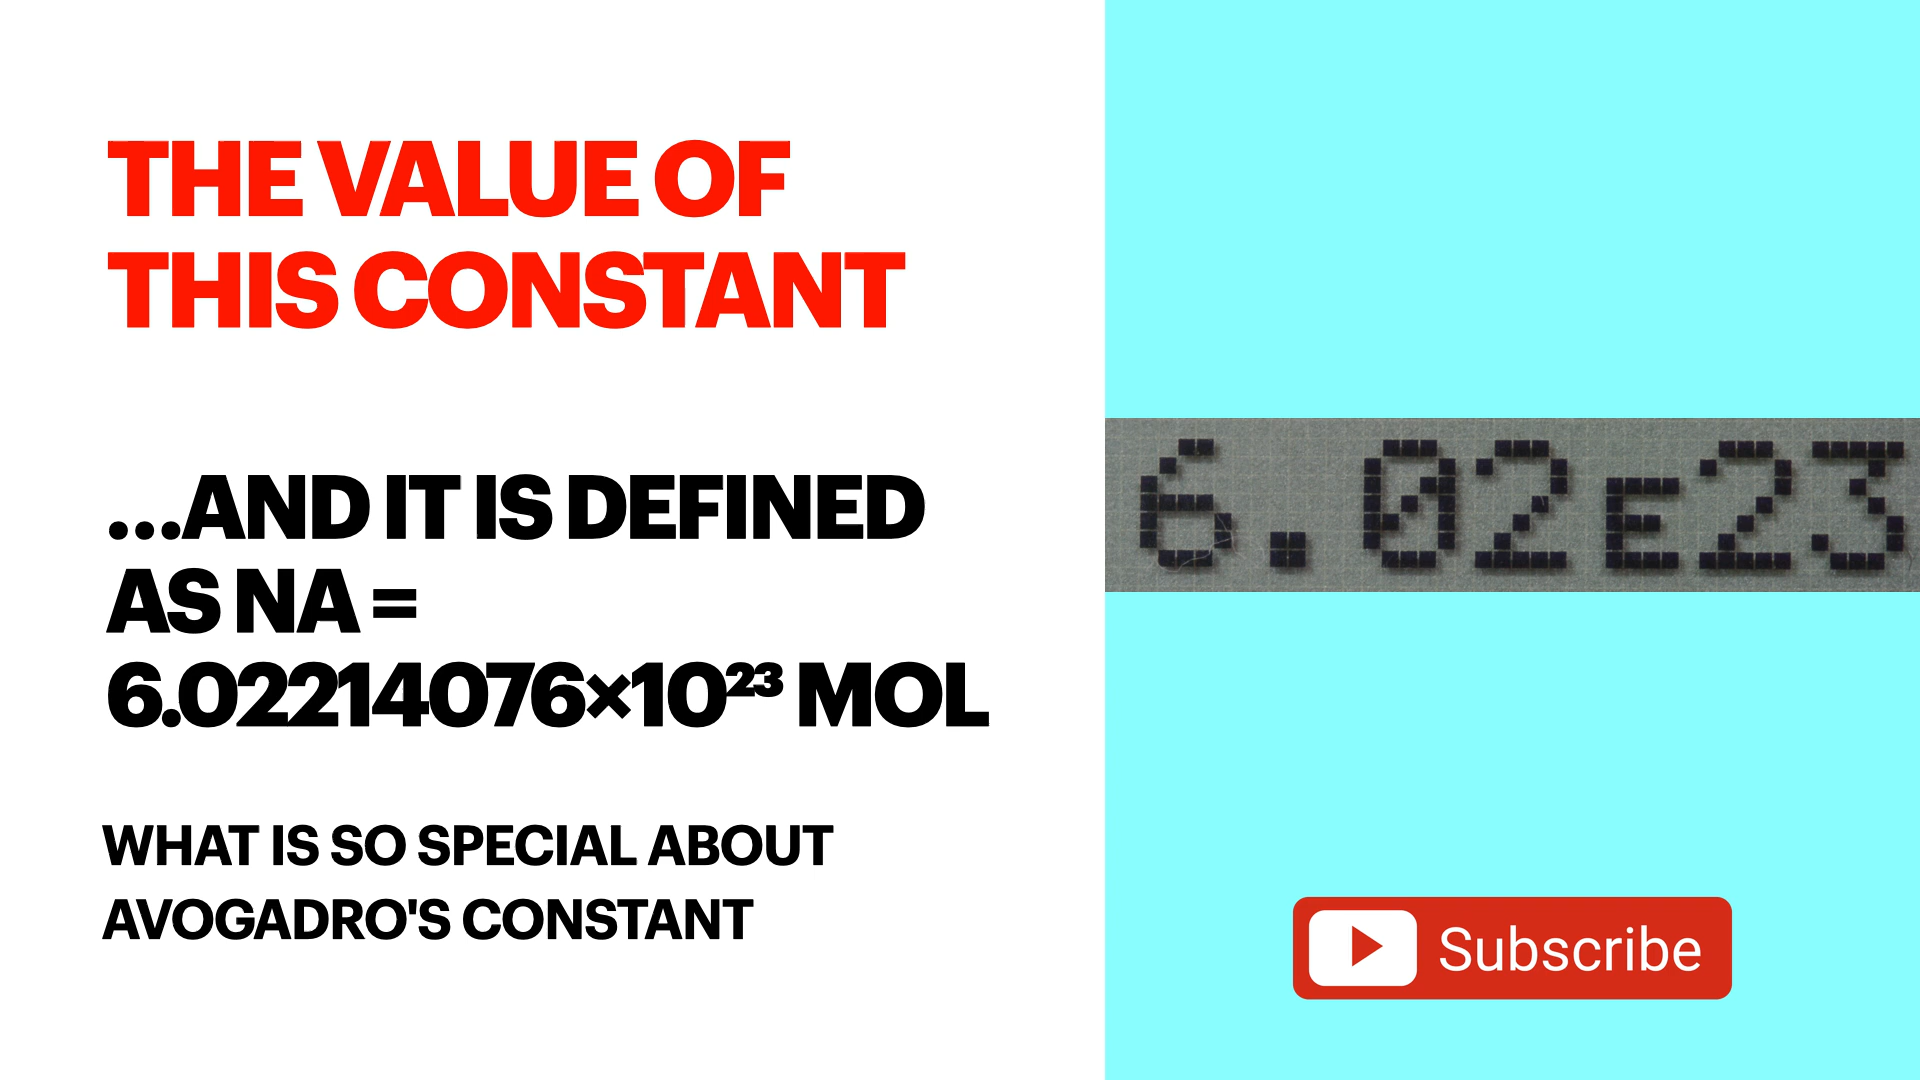 THE VALUE OF
THIS CONSTANT
...AND IT IS DEFINED
AS NA =
6.02214076×10²³ MOL
WHAT IS SO SPECIAL ABOUT
AVOGADRO'S CONSTANT
6.02E23
Subscribe